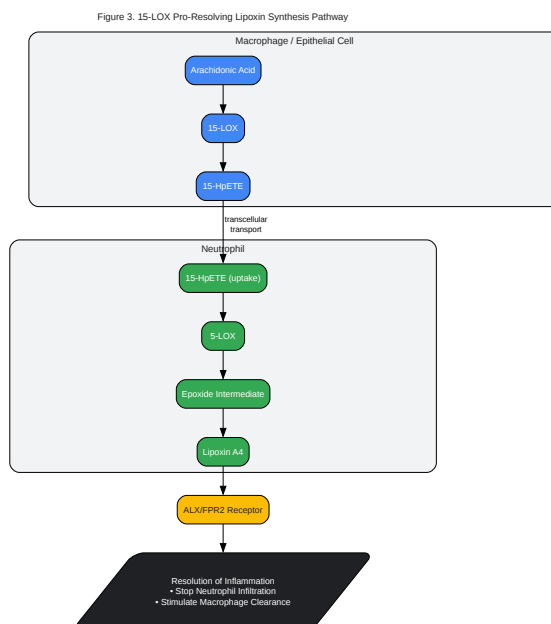 Figure 3. 15-LOX Pro-Resolving Lipoxin Synthesis Pathway
Macrophage / Epithelial Cell
Arachidonic Acid
15-LOX
15-HpETE
transcellular
transport
Neutrophil
15-HpETE (uptake)
5-LOX
Epoxide Intermediate
Lipoxin A4
ALX/FPR2 Receptor
Resolution of Inflammation
• Stop Neutrophil Infiltration
• Stimulate Macrophage Clearance